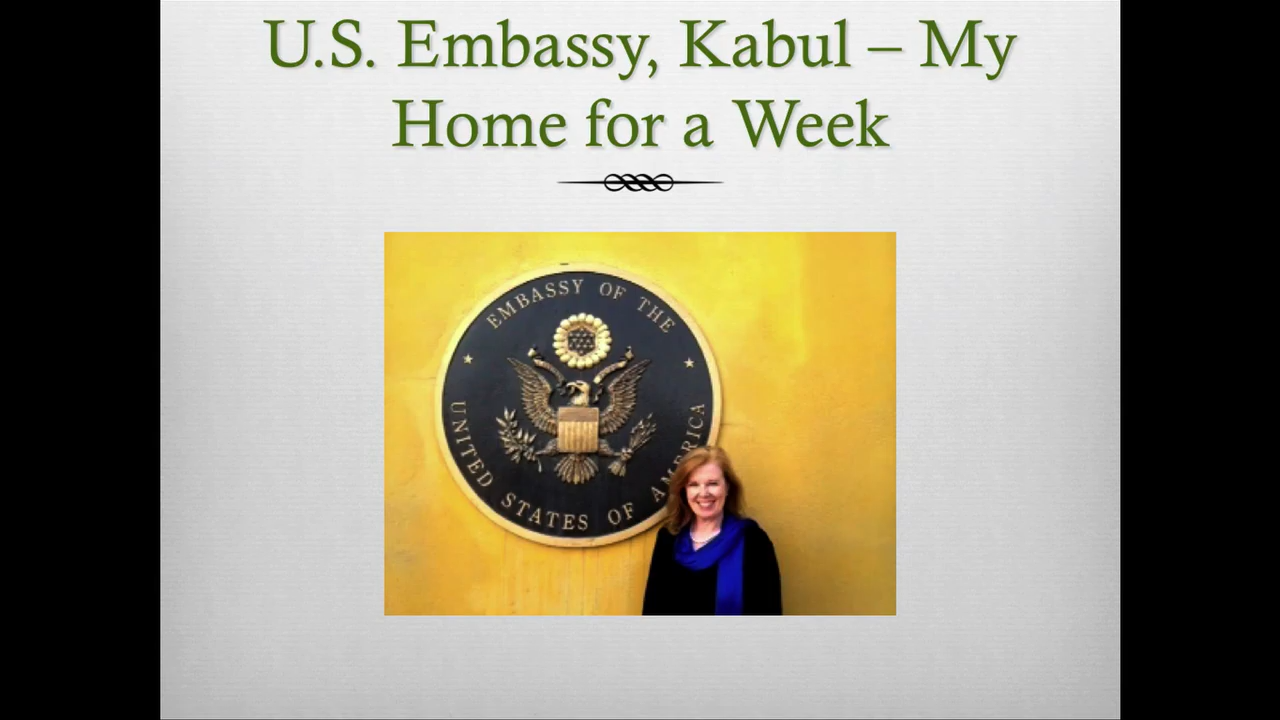 U.S. Embassy, Kabul – My
Home for a Week
EMBASSY OF THE
UNITED STATES OF AMERICA